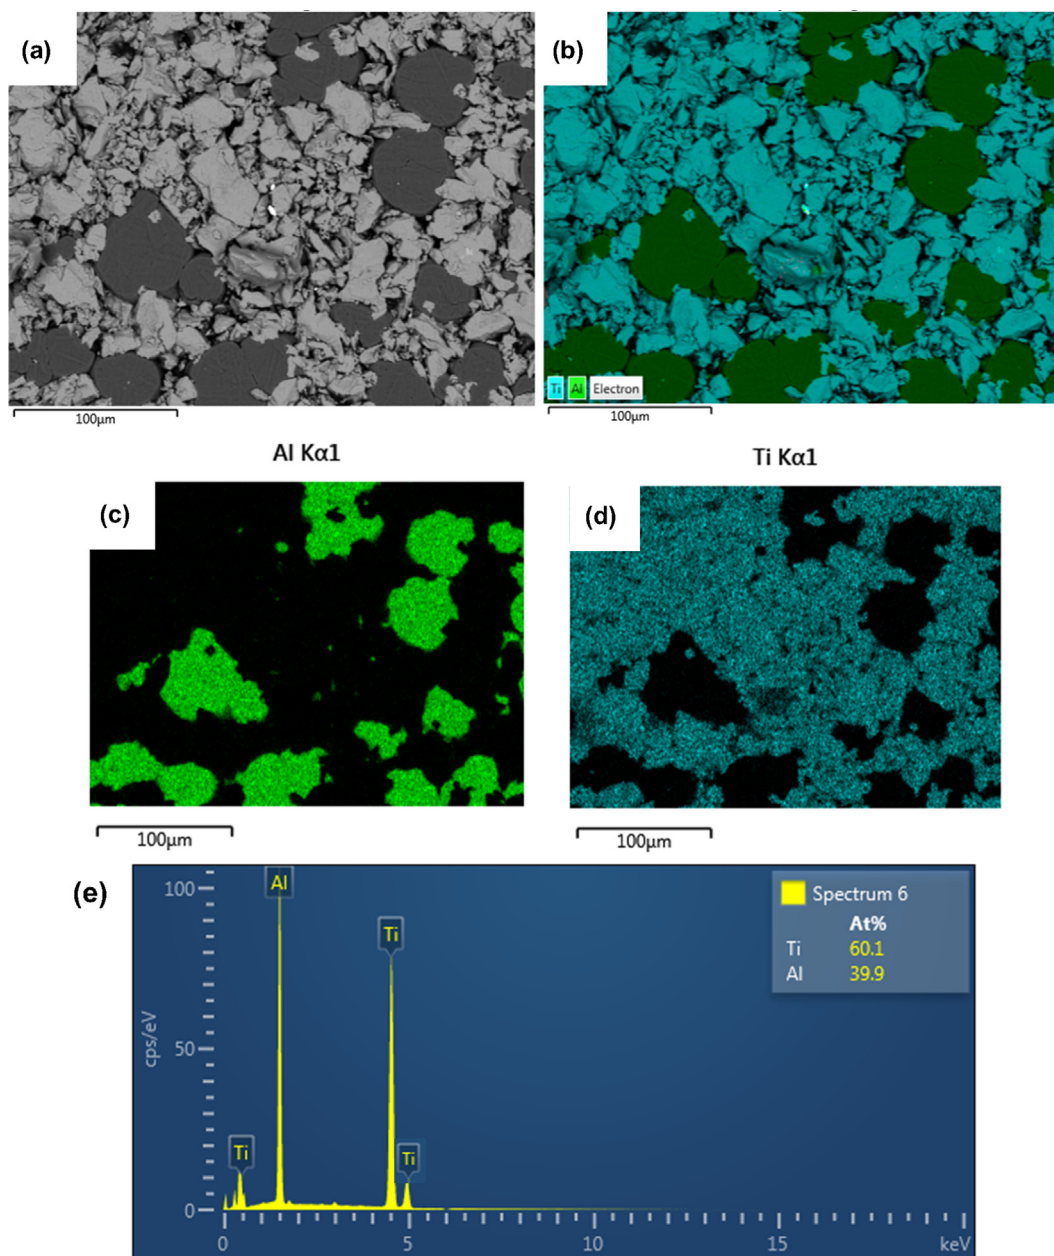 (a)
(b)
Ti Al Electron
100μm
100μm
Al Kα1
Ti Kα1
(c)
(d)
100μm
100μm
(e)
100
50
0
cps/eV
Al
Ti
Ti
Ti
Spectrum 6
At%
Ti 60.1
Al 39.9
0 5 10 15 keV